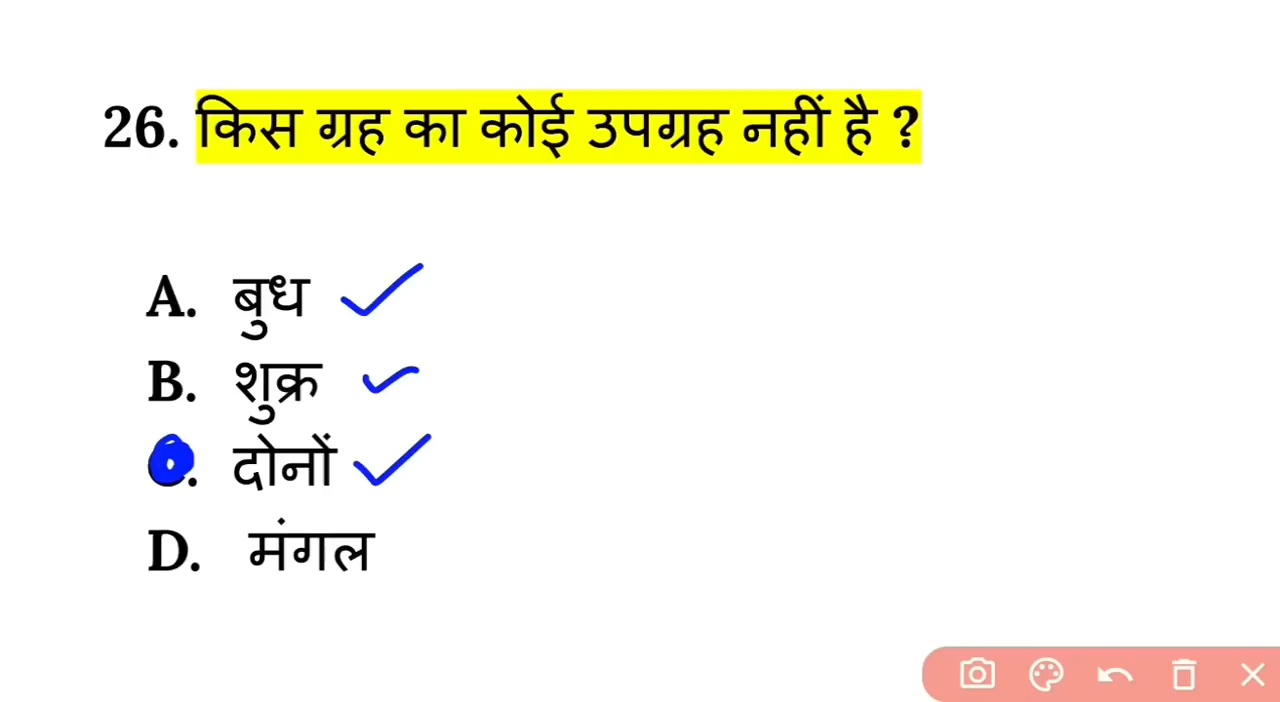 26. किस ग्रह का कोई उपग्रह नहीं है ?
A. बुध
B. शुक्र
. दोनों
D. मंगल